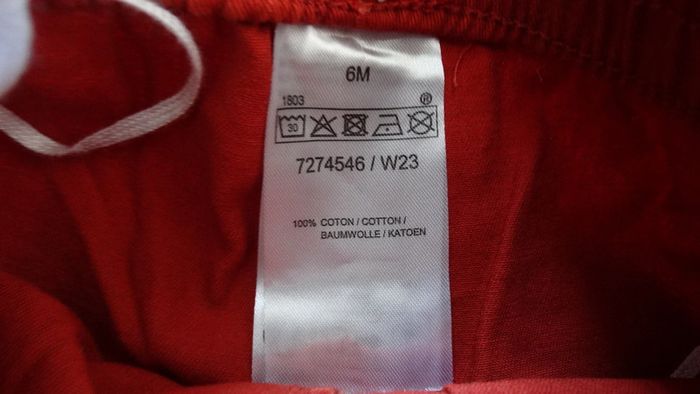 6M
1803 ®
30
7274546 / W23
100% COTON / COTTON /
BAUMWOLLE / KATOEN